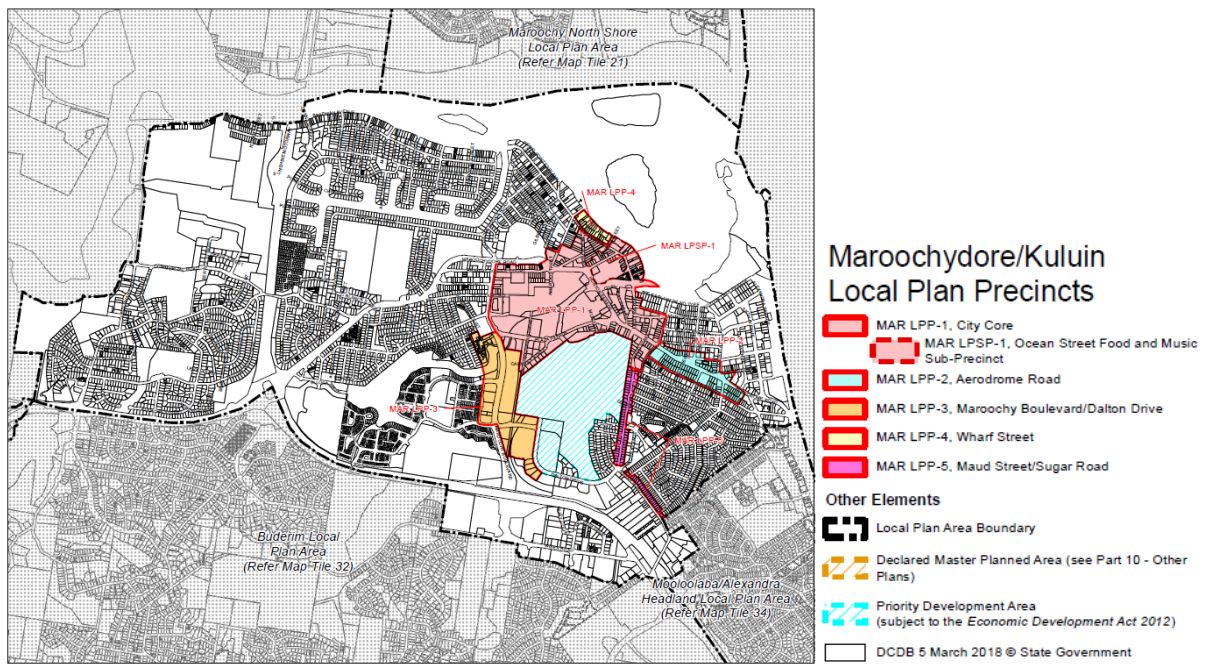 Maroochy North Shore
Local Plan Area
(Refer Map Tile 21)
MAR LPP-4
MAR LPSP-1
MAR LPP-1
MAR LPP-3
Buderim Local
Plan Area
(Refer Map Tile 32)
Mooloolaba/Alexandra
Headland Local Plan Area
(Refer Map Tile 34)
Maroochydore/Kuluin
Local Plan Precincts
MAR LPP-1, City Core
MAR LPSP-1, Ocean Street Food and Music
Sub-Precinct
MAR LPP-2, Aerodrome Road
MAR LPP-3, Maroochy Boulevard/Dalton Drive
MAR LPP-4, Wharf Street
MAR LPP-5, Maud Street/Sugar Road
Other Elements
Local Plan Area Boundary
Declared Master Planned Area (see Part 10 - Other
Plans)
Priority Development Area
(subject to the Economic Development Act 2012)
DCDB 5 March 2018 © State Government